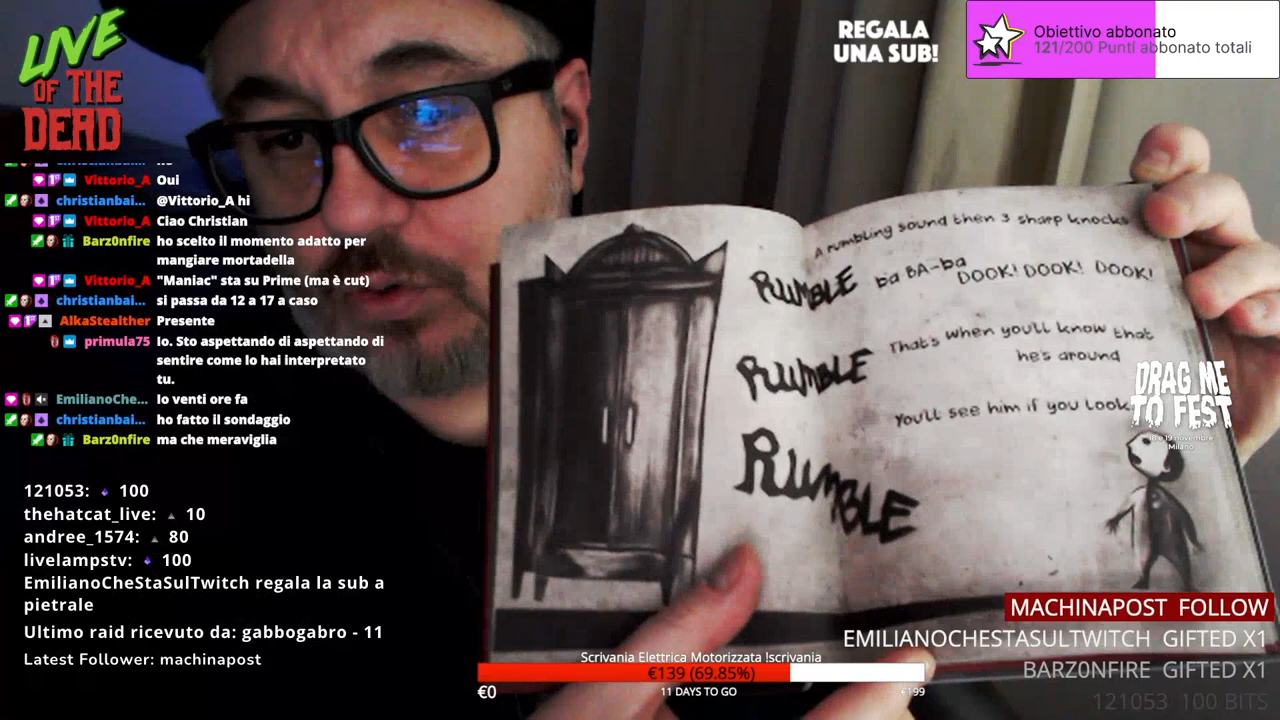 LIVE
OF THE
DEAD
REGALA
UNA SUB!
Obiettivo abbonato
121/200 Punti abbonato totali
Vittorio_A Oui
christianbai... @Vittorio_A hi
Vittorio_A Ciao Christian
Barz0nfire ho scelto il momento adatto per
mangiare mortadella
Vittorio_A "Maniac" sta su Prime (ma è cut)
christianbai... si passa da 12 a 17 a caso
AlkaStealther Presente
primula75 Io. Sto aspettando di aspettando di
sentire come lo hai interpretato
tu.
EmilianoChe... lo venti ore fa
christianbai... ho fatto il sondaggio
Barz0nfire ma che meraviglia
121053: 100
thehatcat_live: 10
andree_1574: 80
livelampstv: 100
EmilianoCheStaSulTwitch regala la sub a
pietrale
Ultimo raid ricevuto da: gabbogabro - 11
Latest Follower: machinapost
A rumbling sound then 3 sharp knocks
RUMBLE ba BA-ba
DOOK! DOOK! DOOK!
RUMBLE That's when you'll know that
he's around
You'll see him if you look.
RUMBLE
DRAG ME
TO FEST
18 e 19 novembre
Milano
MACHINAPOST FOLLOW
EMILIANOCHESTASULTWITCH GIFTED X1
BARZ0NFIRE GIFTED X1
121053 100 BITS
Scrivania Elettrica Motorizzata !scrivania
€139 (69.85%)
€0 11 DAYS TO GO €199